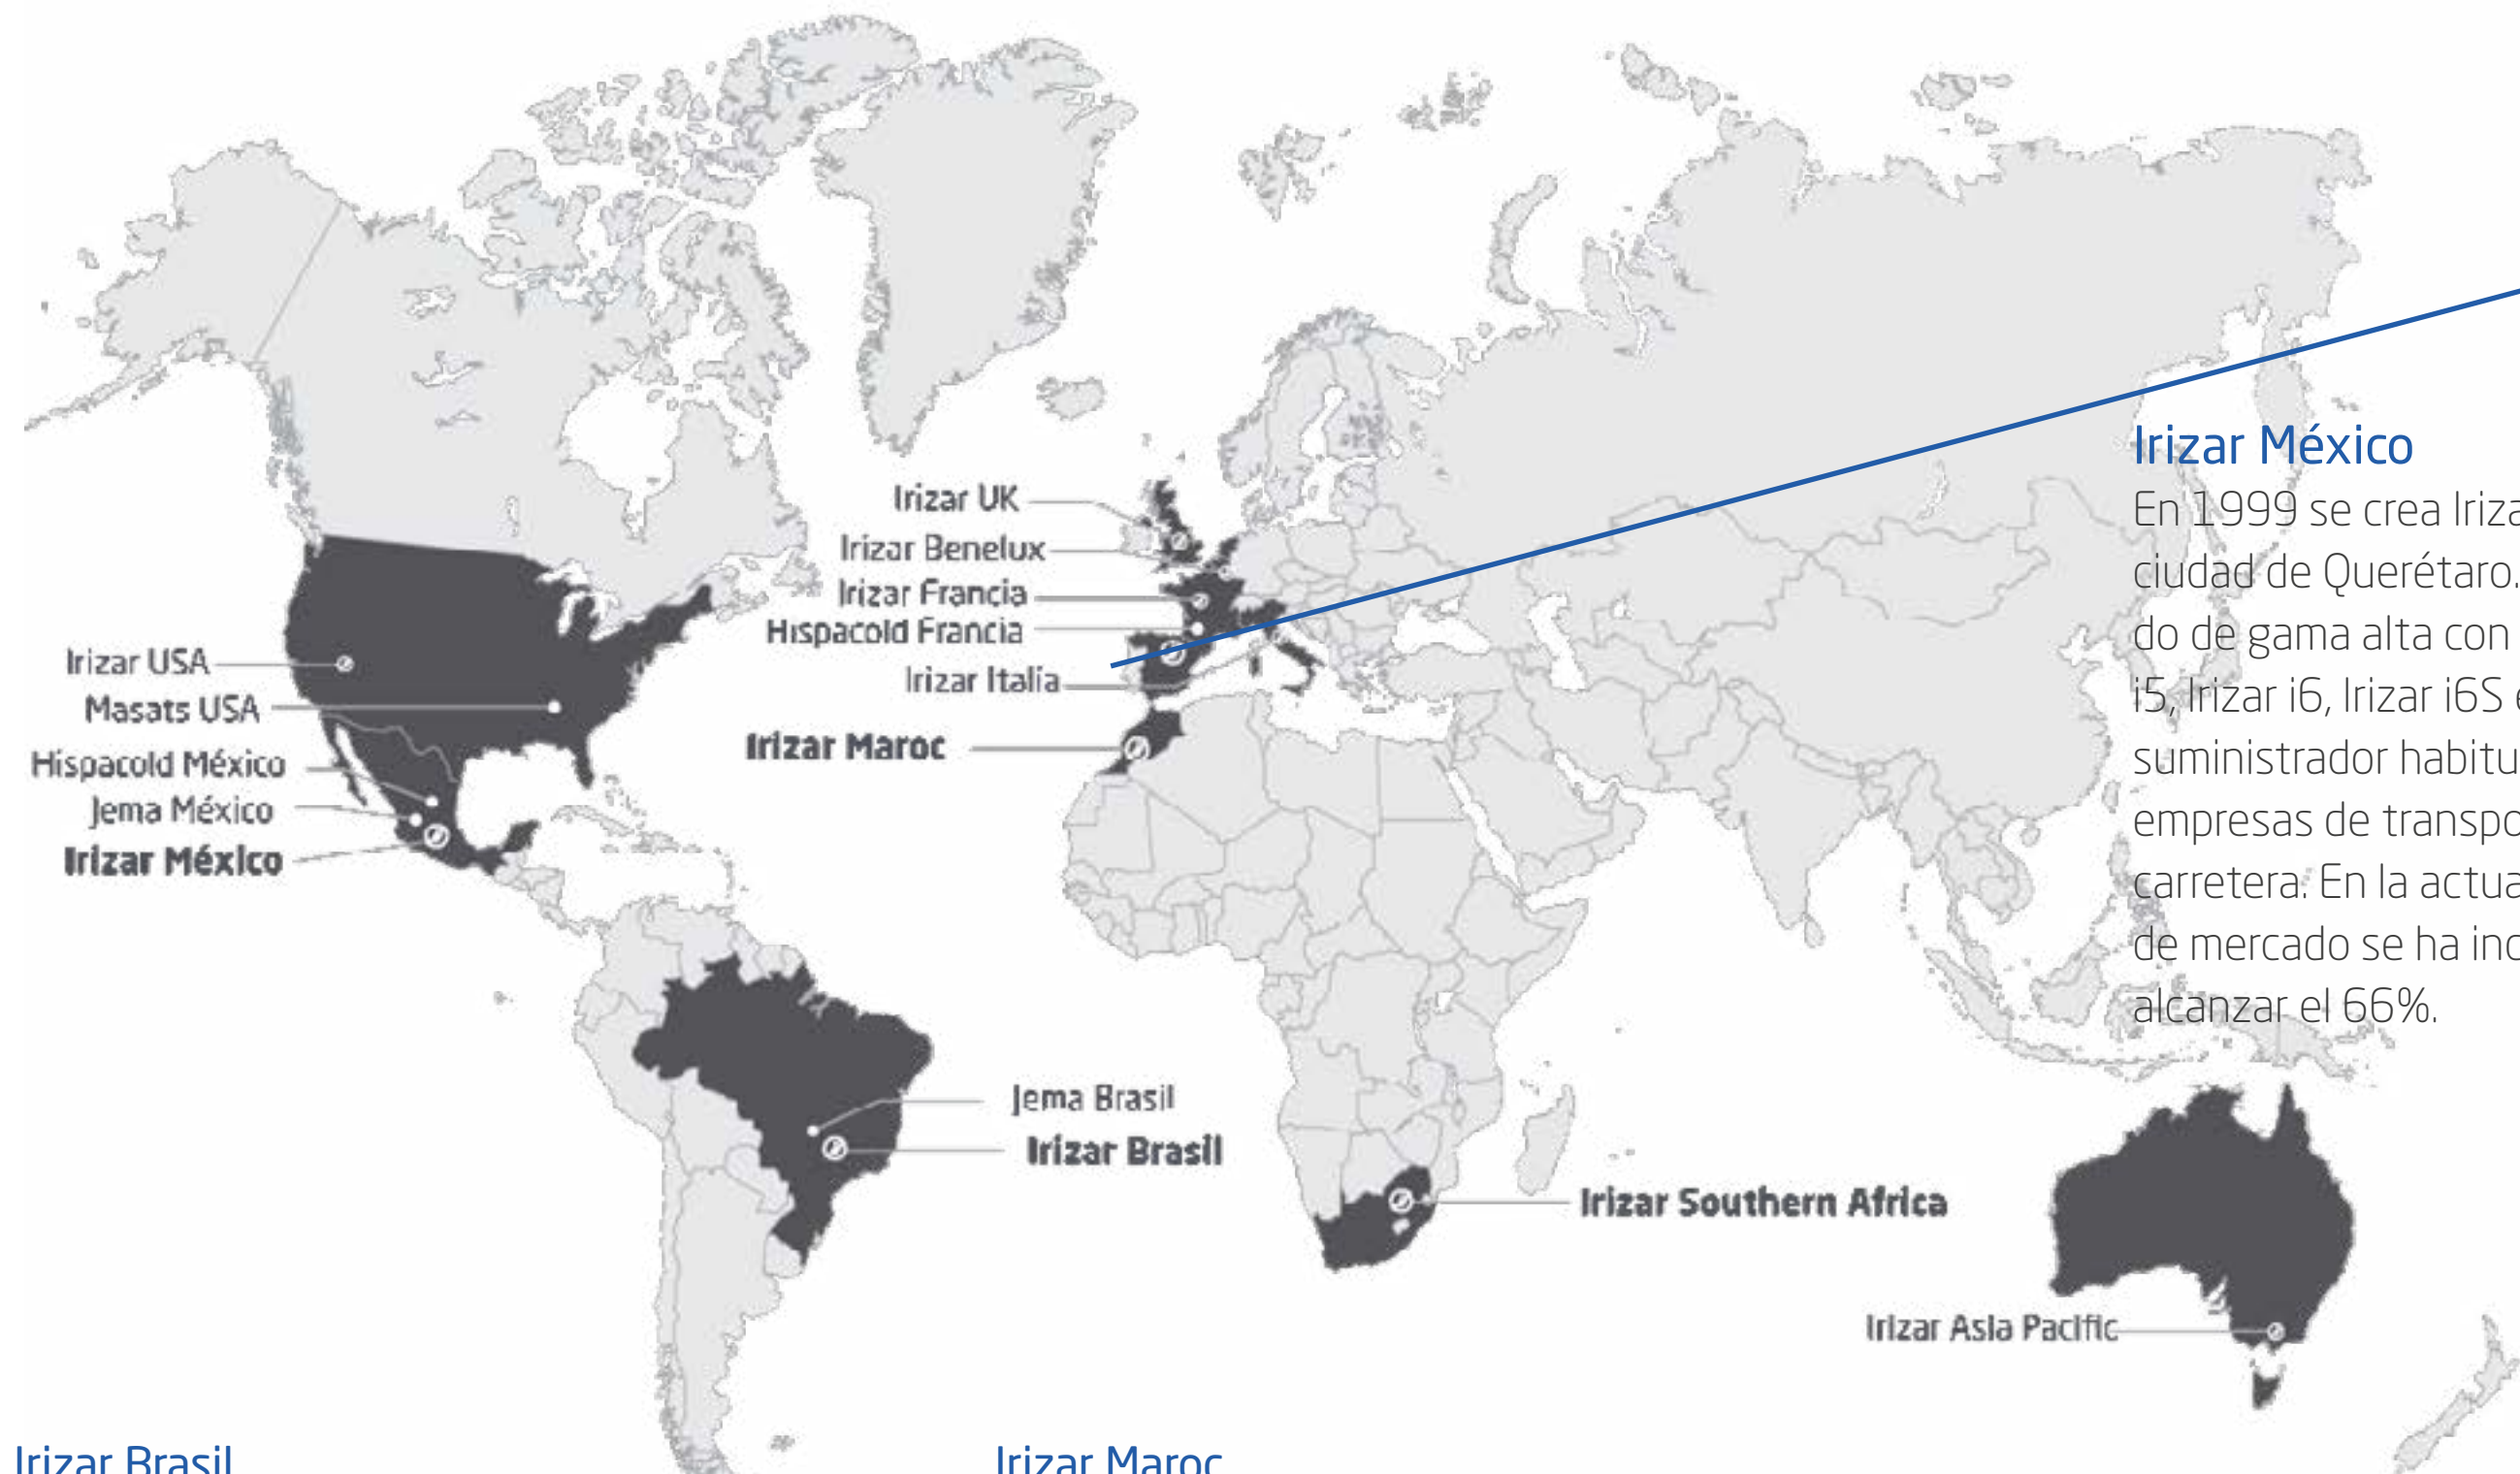 Irizar UK
Irizar Benelux
Irizar Francia
Hispacold Francia
Irizar Italia
Irizar Maroc
Irizar USA
Masats USA
Hispacold México
Jema México
Irizar México
Jema Brasil
Irizar Brasil
Irizar Southern Africa
Irizar Asia Pacific
Irizar México
En 1999 se crea Iriza
ciudad de Querétaro.
do de gama alta con
i5, Irizar i6, Irizar i6S e
suministrador habitu
empresas de transpo
carretera. En la actua
de mercado se ha inc
alcanzar el 66%.
Irizar Brasil
Irizar Maroc